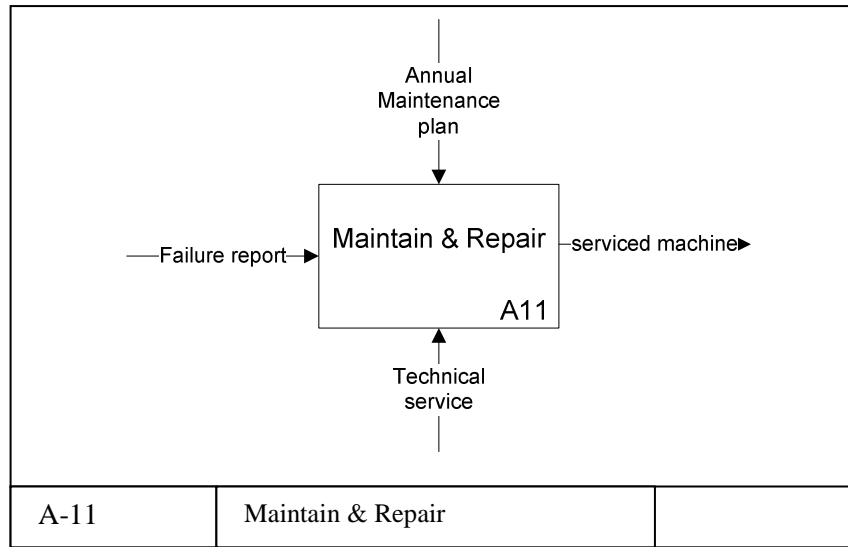 Annual
Maintenance
plan
Failure report
Maintain & Repair
serviced machine
A11
Technical
service
A-11
Maintain & Repair